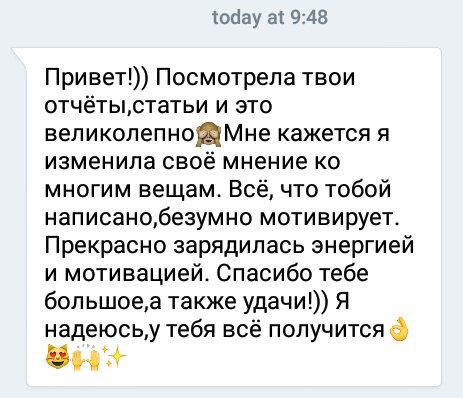 today at 9:48
Привет!)) Посмотрела твои
отчёты,статьи и это
великолепно🙈Мне кажется я
изменила своё мнение ко
многим вещам. Всё, что тобой
написано,безумно мотивирует.
Прекрасно зарядилась энергией
и мотивацией. Спасибо тебе
большое,а также удачи!)) Я
надеюсь,у тебя всё получится👌
😻🙌✨